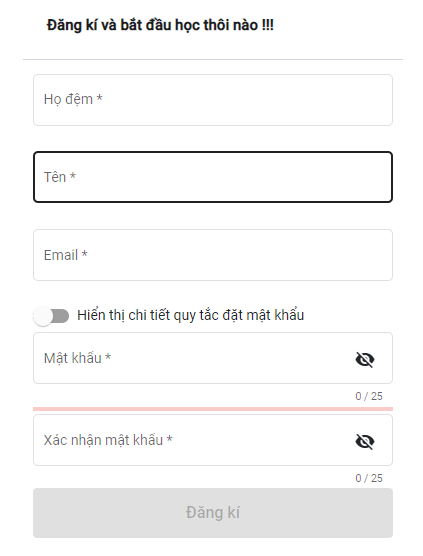 Đăng kí và bắt đầu học thôi nào !!!
Họ đệm *
Tên *
Email *
Hiển thị chi tiết quy tắc đặt mật khẩu
Mật khẩu *
0 / 25
Xác nhận mật khẩu *
0 / 25
Đăng kí